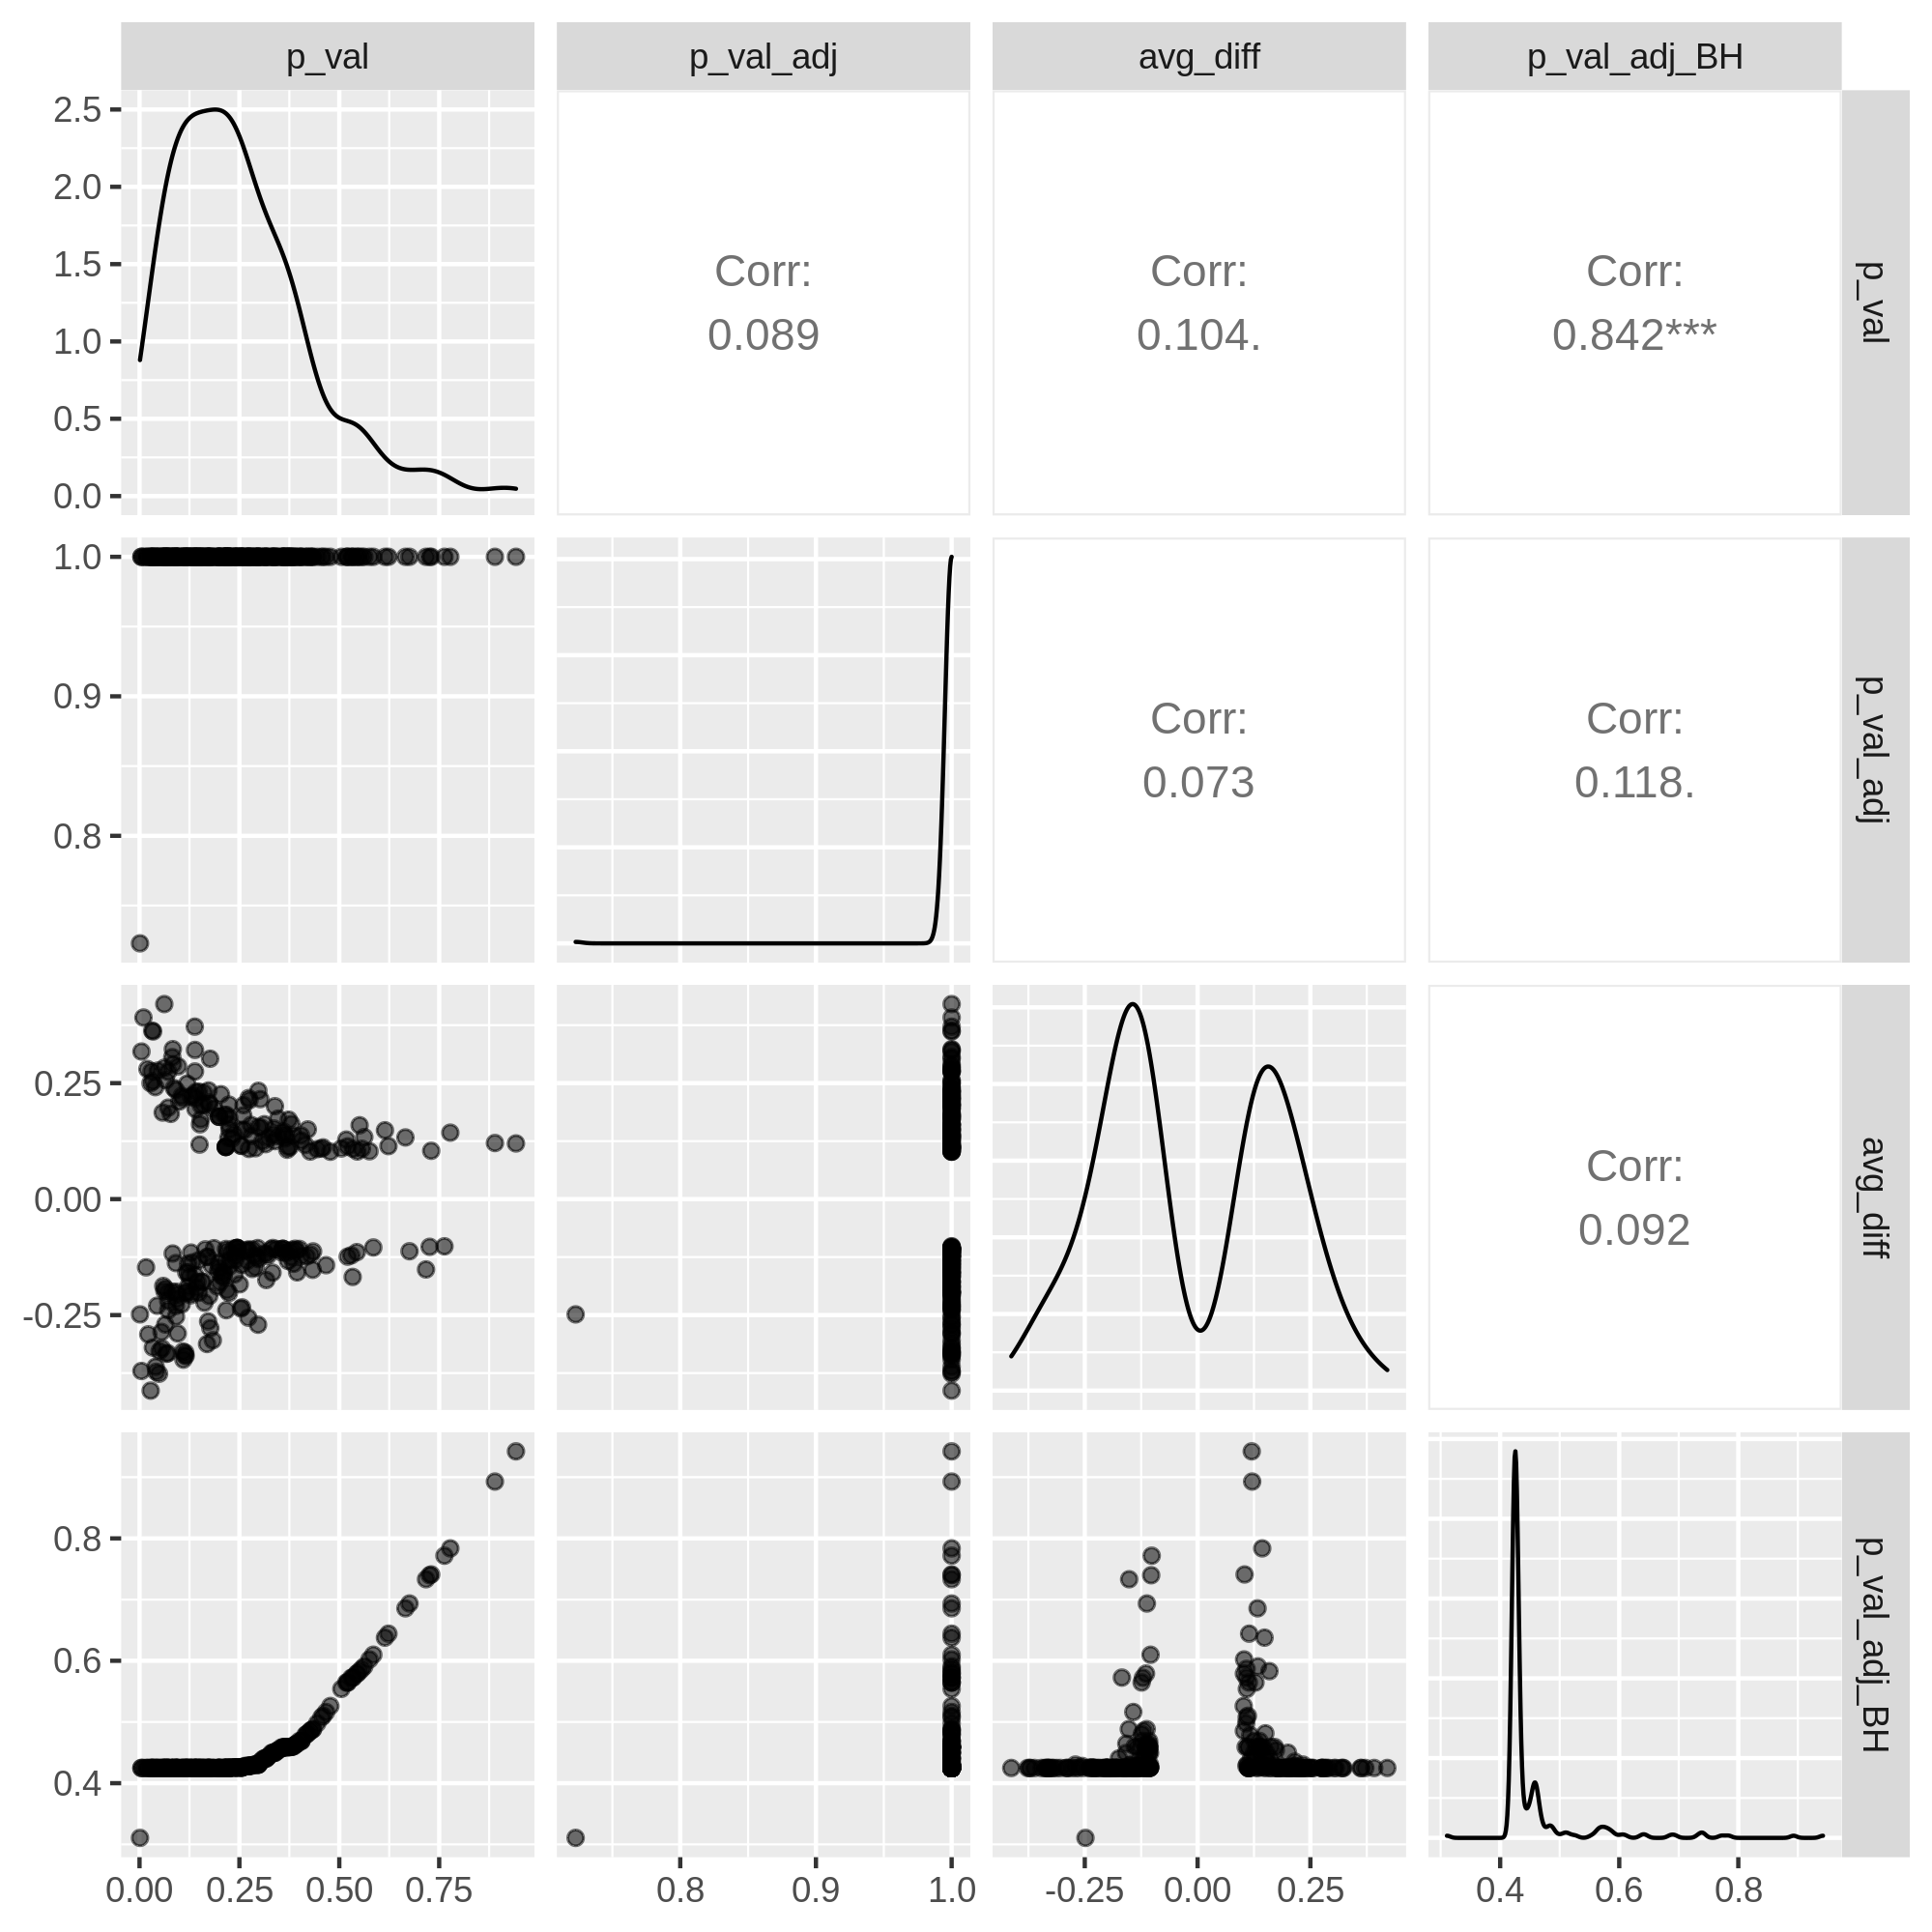 p_val
p_val_adj
avg_diff
p_val_adj_BH
2.5
2.0
1.5
1.0
0.5
0.0
Corr:
0.089
Corr:
0.104.
Corr:
0.842***
p_val
1.0
0.9
0.8
Corr:
0.073
Corr:
0.118.
p_val_adj
0.25
0.00
-0.25
Corr:
0.092
avg_diff
0.8
0.6
0.4
p_val_adj_BH
0.00 0.25 0.50 0.75
0.8 0.9 1.0
-0.25 0.00 0.25
0.4 0.6 0.8